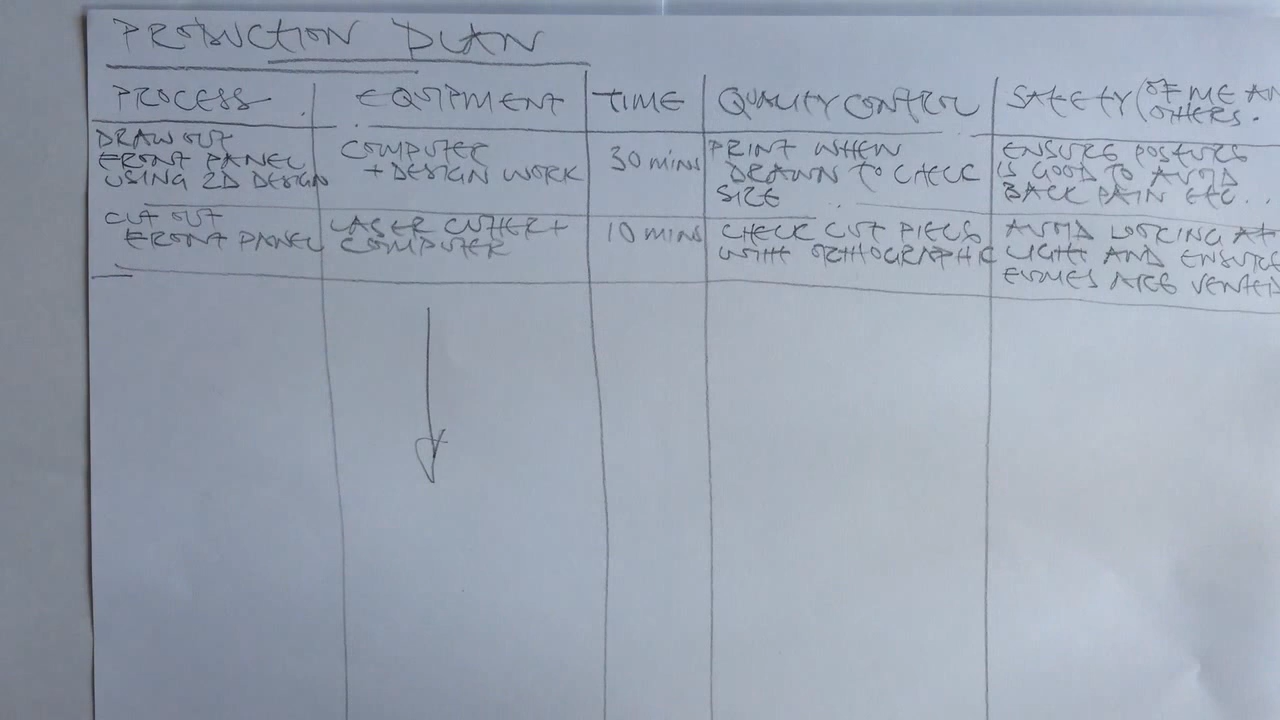 PRODUCTION PLAN
PROCESS
EQUIPMENT
TIME
QUALITY CONTROL
SAFETY (OF ME AN
OTHERS.
DRAW OUT
FRONT PANEL
USING 2D DESIGN
COMPUTER
+ DESIGN WORK
30 mins
PRINT WHEN
DRAWN TO CHECK
SIZE
ENSURE POSTURE
IS GOOD TO AVOID
BACK PAIN ETC..
CUT OUT
FRONT PANEL
LASER CUTTER +
COMPUTER
10 mins
CHECK CUT PIECES
WITH ORTHOGRAPHIC
AVOID LOOKING AT
LIGHT AND ENSURE
FUMES ARE VENTED